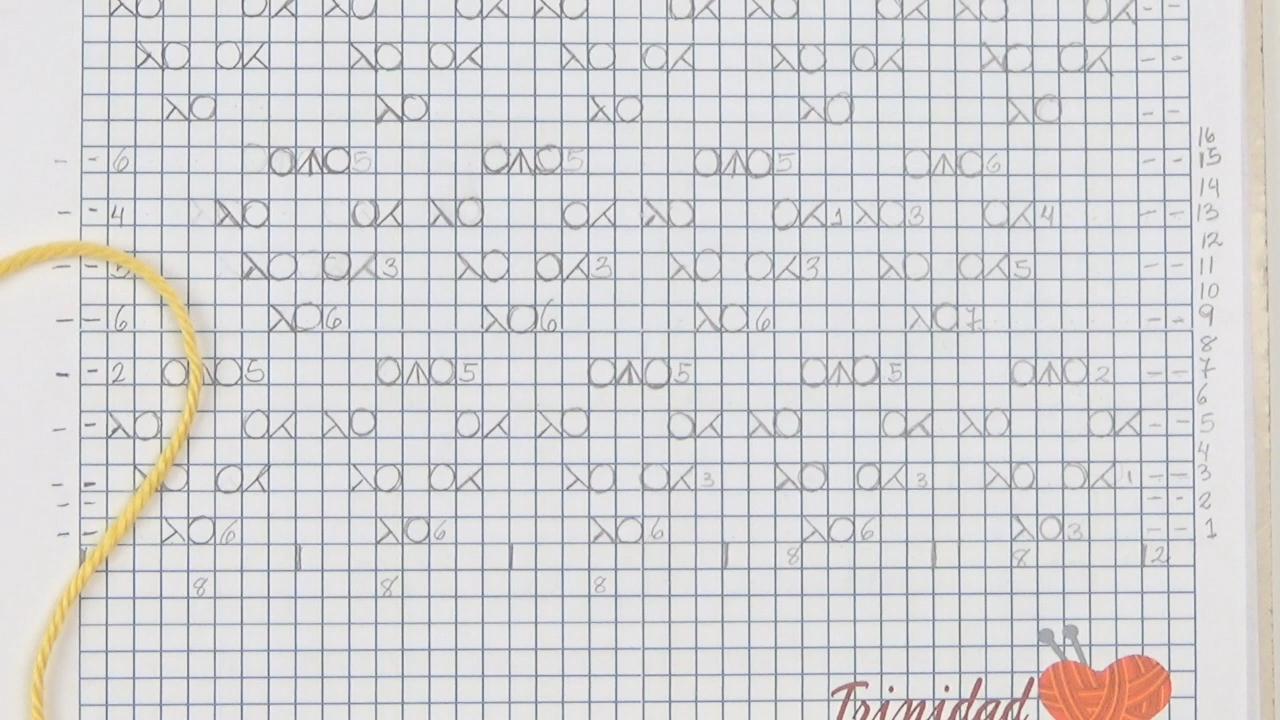 16
- - 6 O Λ O 5 O Λ O 5 O Λ O 5 O Λ O 6 - - 15
14
- - 4 λ O O λ O O λ O O 1 λ O 3 O 4 - - 13
12
λ O O 3 λ O O 3 λ O O 3 λ O O 5 - - 11
10
- - 6 λ O 6 λ O 6 λ O 6 λ O 7 - - 9
8
- - 2 O Λ O 5 O Λ O 5 O Λ O 5 O Λ O 5 O Λ O 2 - - 7
6
- - λ O O λ O O λ O O λ O O λ O O - - 5
4
3 3 1 - - 3
- - 2
- - λ O 6 λ O 6 λ O 6 λ O 6 λ O 3 - - 1
8 8 12
8 8 8
Trinidad